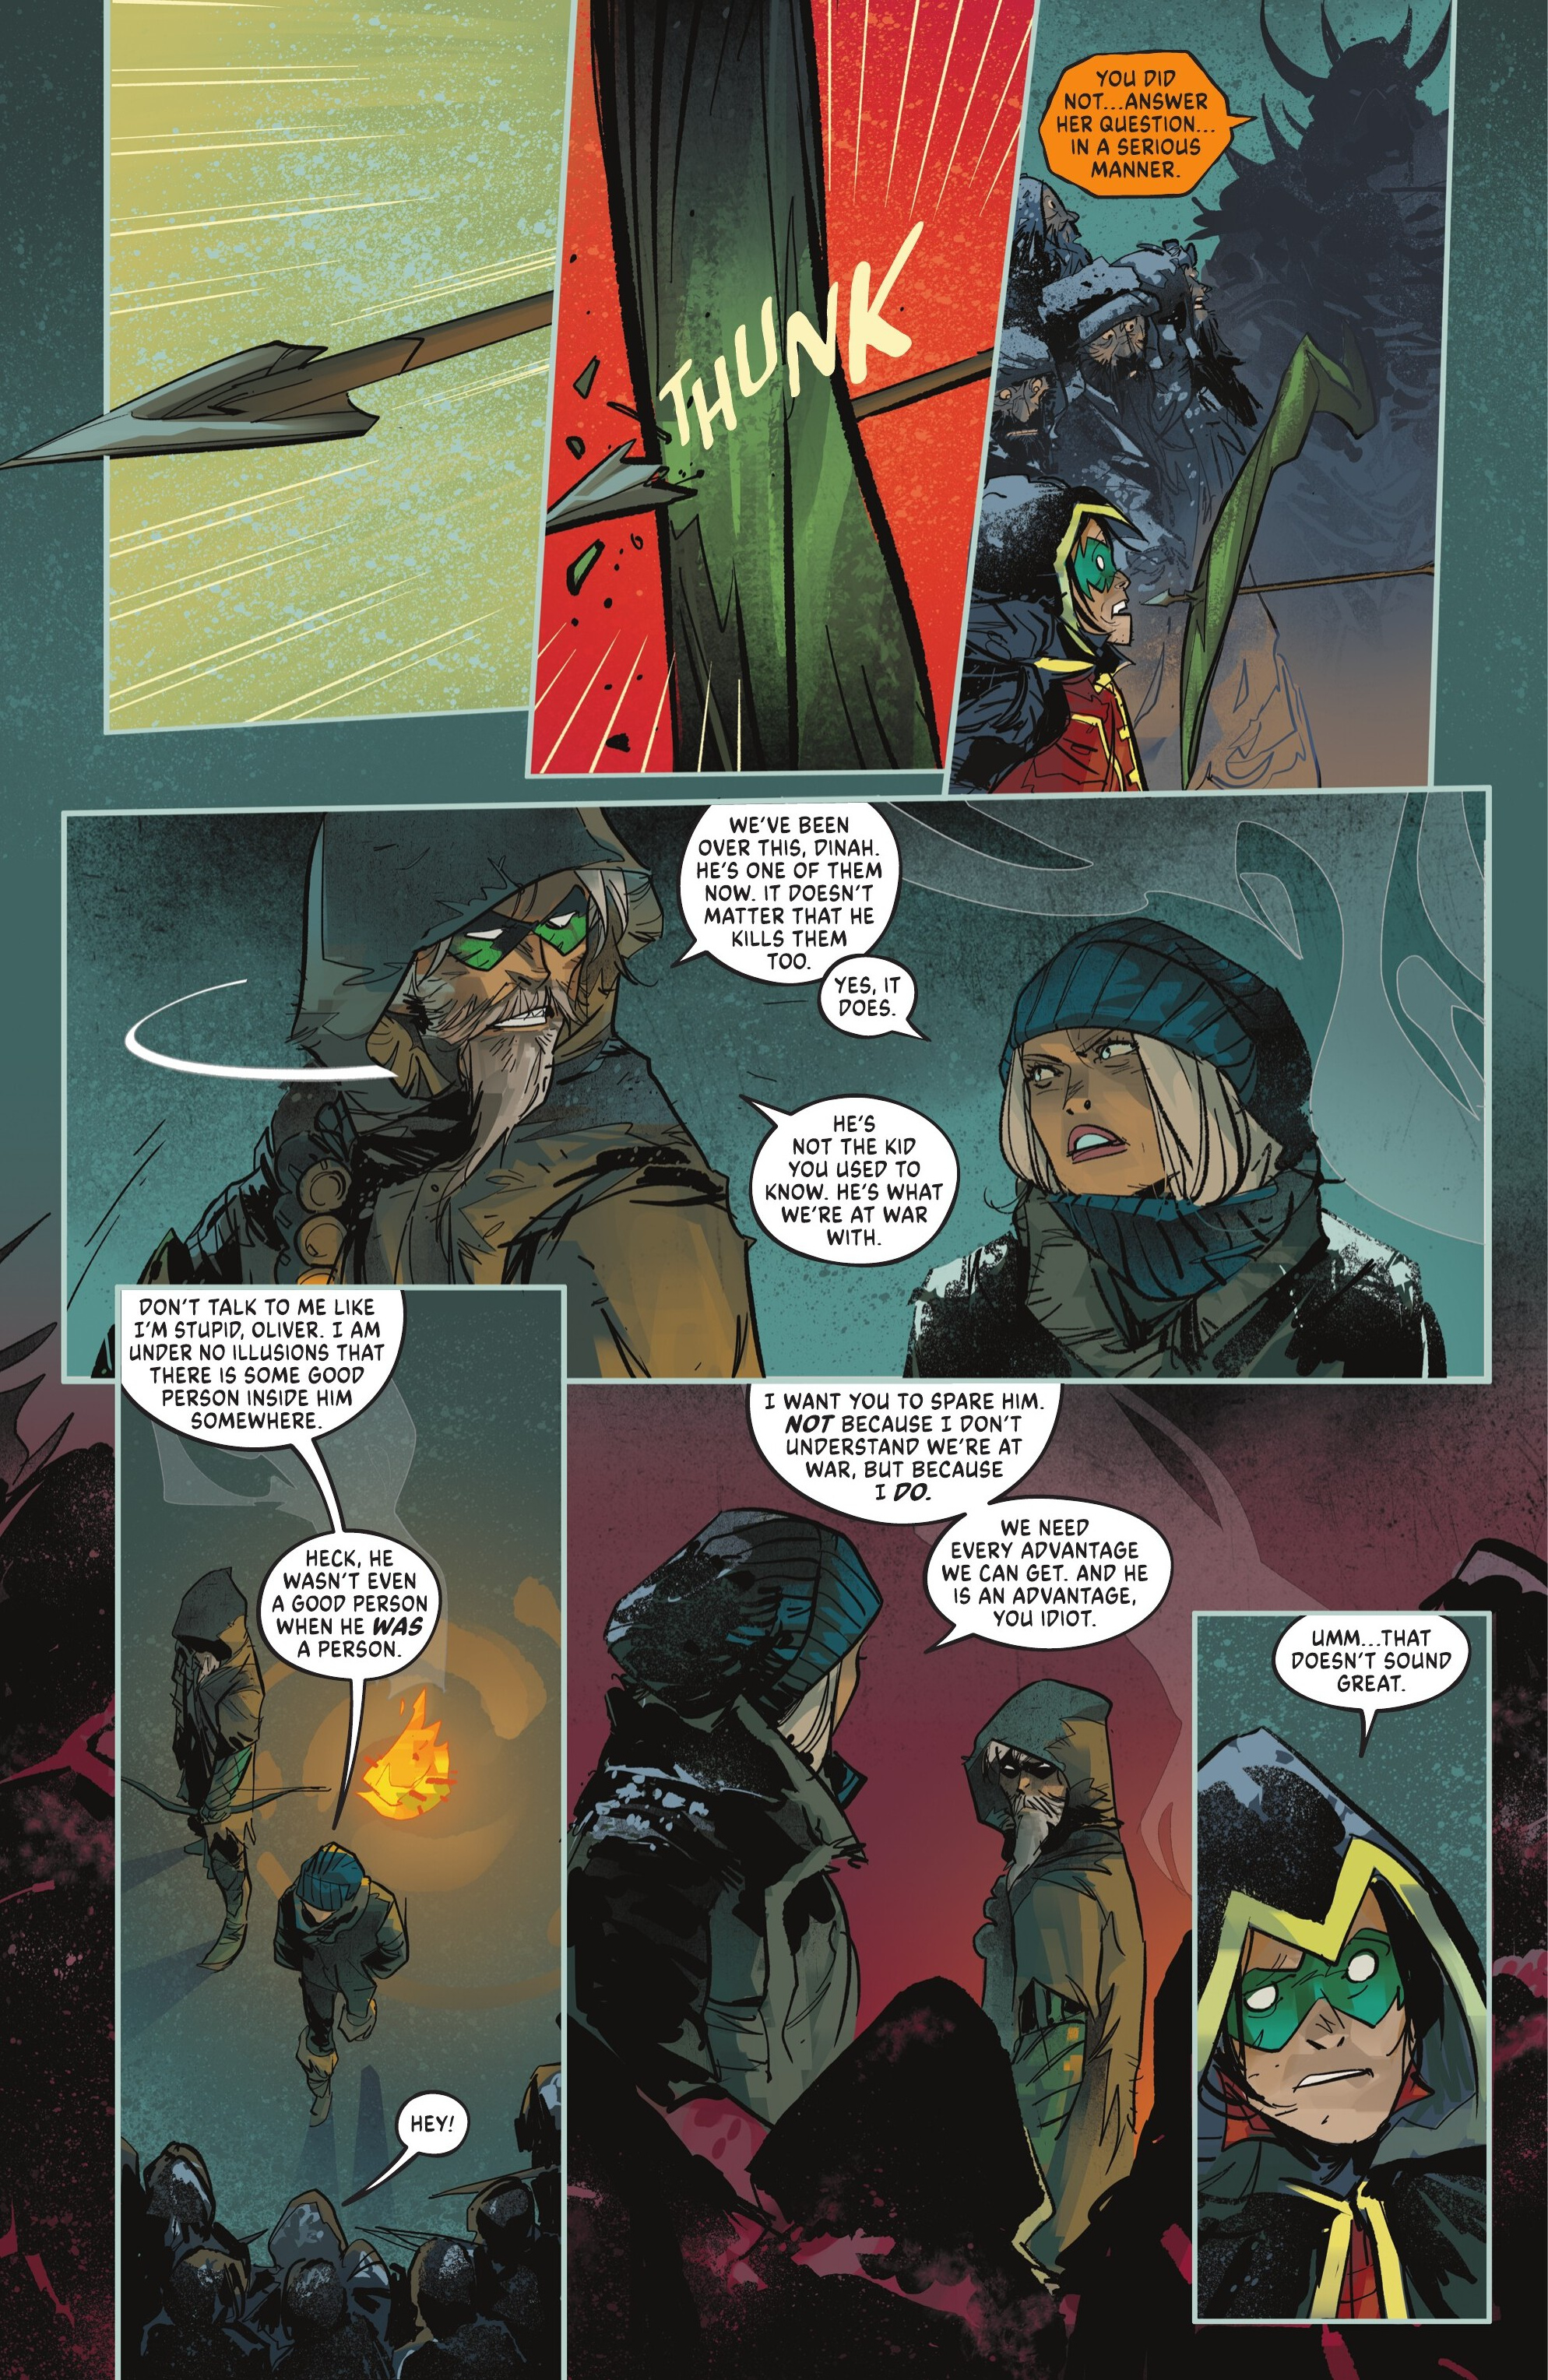 YOU DID
NOT...ANSWER
HER QUESTION...
IN A SERIOUS
MANNER.
THUNK
WE'VE BEEN
OVER THIS, DINAH.
HE'S ONE OF THEM
NOW. IT DOESN'T
MATTER THAT HE
KILLS THEM
TOO.
YES, IT
DOES.
HE'S
NOT THE KID
YOU USED TO
KNOW. HE'S WHAT
WE'RE AT WAR
WITH.
DON'T TALK TO ME LIKE
I'M STUPID, OLIVER. I AM
UNDER NO ILLUSIONS THAT
THERE IS SOME GOOD
PERSON INSIDE HIM
SOMEWHERE.
HECK, HE
WASN'T EVEN
A GOOD PERSON
WHEN HE WAS
A PERSON.
HEY!
I WANT YOU TO SPARE HIM.
NOT BECAUSE I DON'T
UNDERSTAND WE'RE AT
WAR, BUT BECAUSE
I DO.
WE NEED
EVERY ADVANTAGE
WE CAN GET. AND HE
IS AN ADVANTAGE,
YOU IDIOT.
UMM...THAT
DOESN'T SOUND
GREAT.